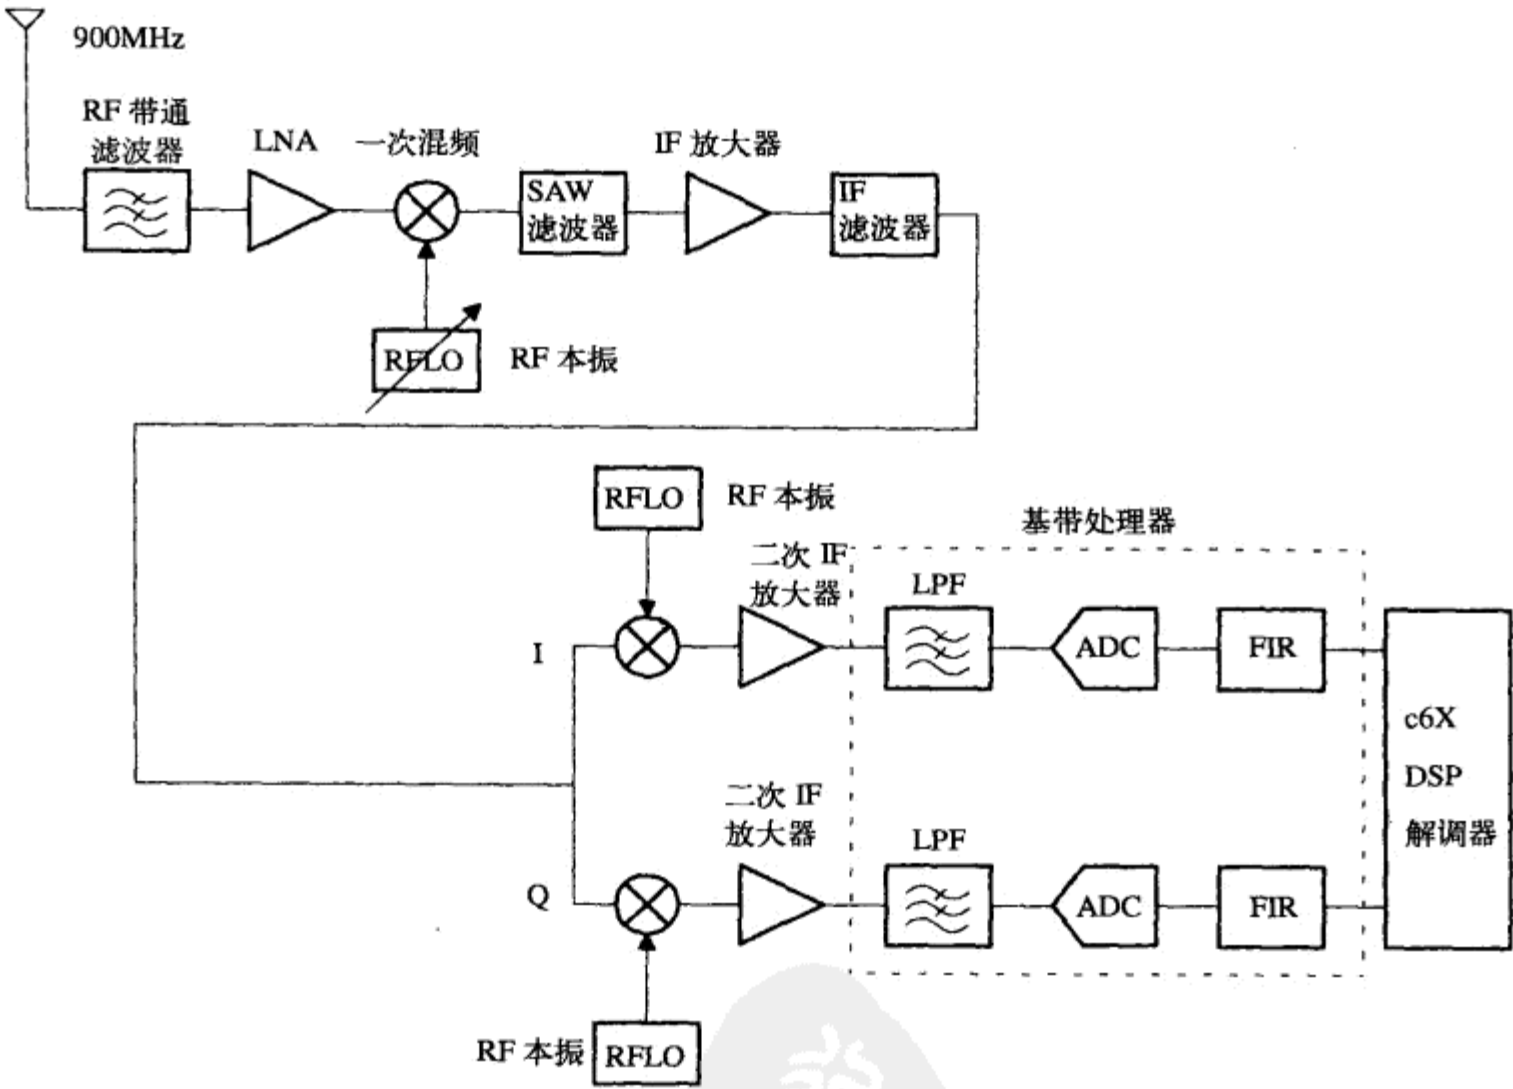 900MHz
RF 带通
滤波器
LNA
一次混频
SAW
滤波器
IF 放大器
IF
滤波器
RFLO
RF 本振
RFLO
RF 本振
基带处理器
二次 IF
放大器
LPF
I
ADC
FIR
c6X
DSP
解调器
二次 IF
放大器
LPF
Q
ADC
FIR
RF 本振
RFLO